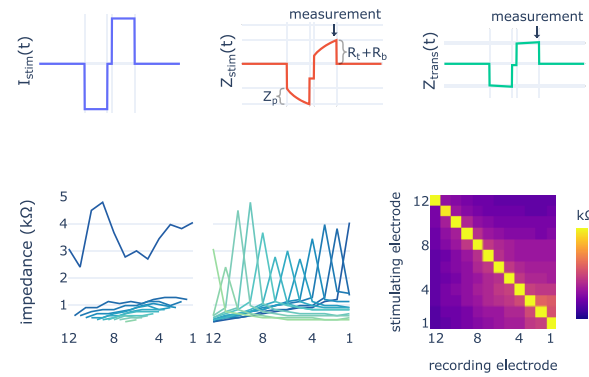 measurement
measurement
I_stim(t)
Z_stim(t)
R_t+R_b
Z_p
Z_trans(t)
impedance (kΩ)
5
4
3
2
1
12 8 4 1
12 8 4 1
stimulating electrode
12
8
4
1
12 8 4 1
recording electrode
kΩ